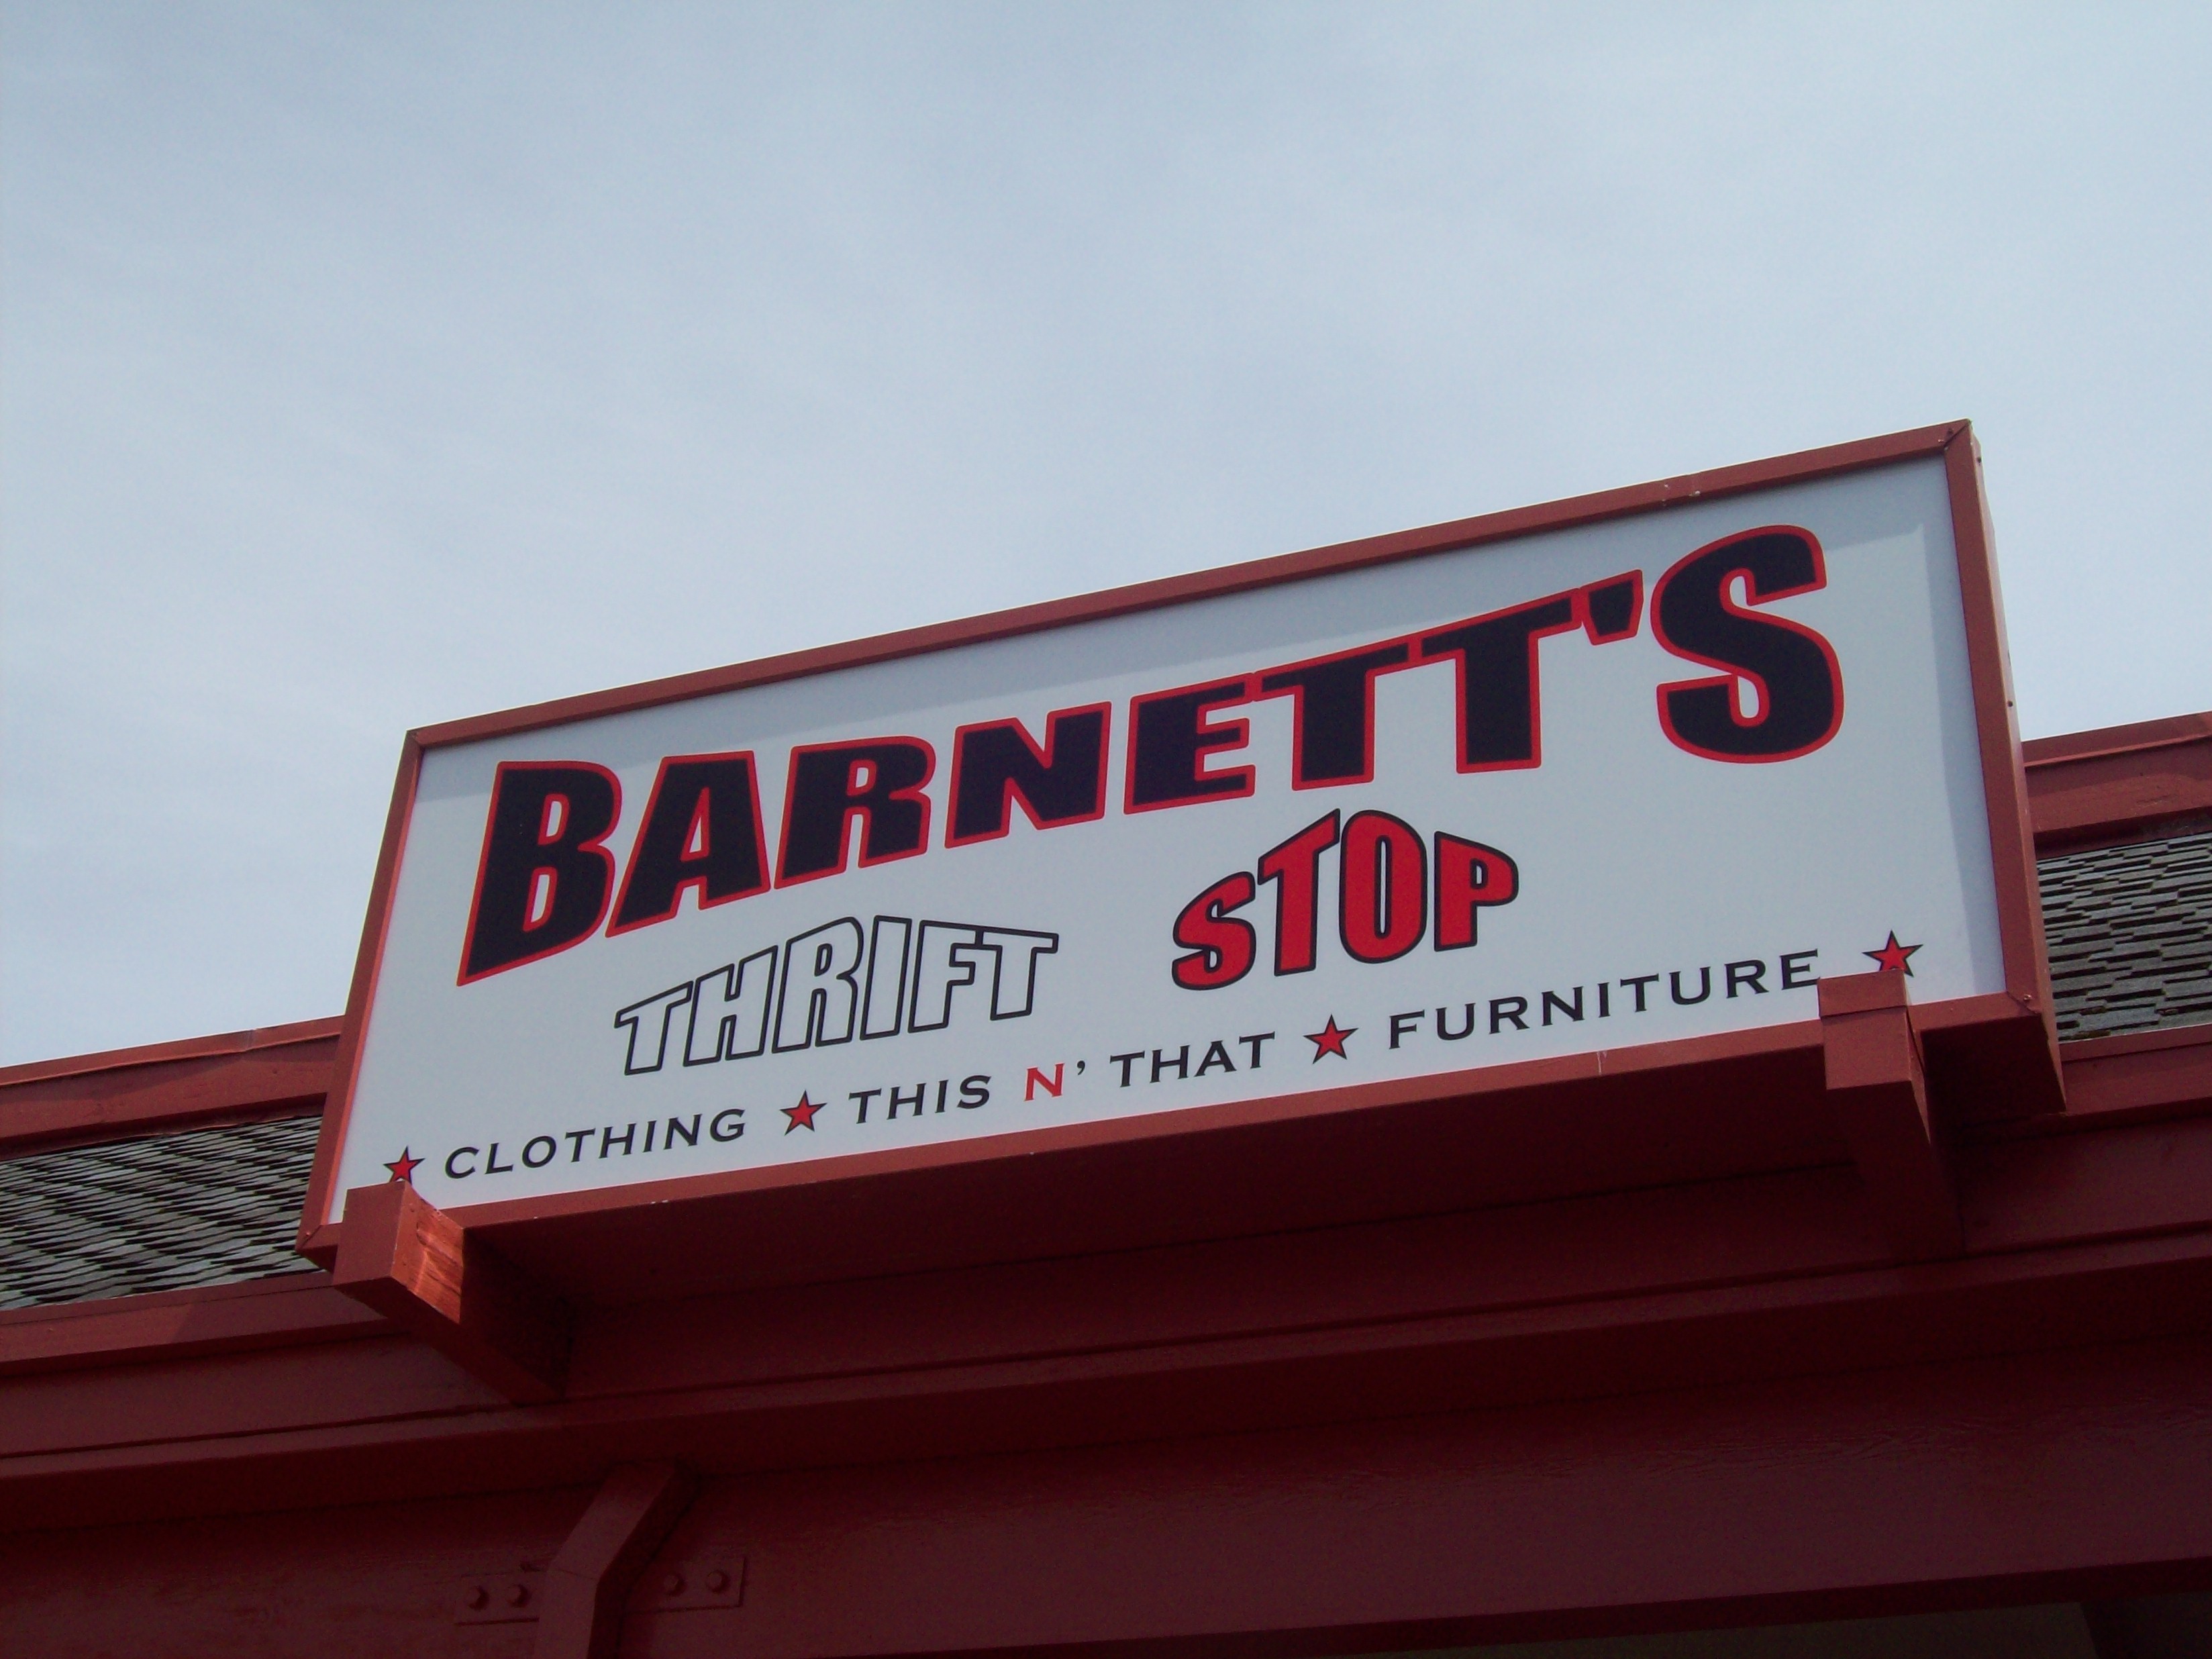 BARNETT'S
THRIFT STOP
★ CLOTHING ★ THIS N' THAT ★ FURNITURE ★